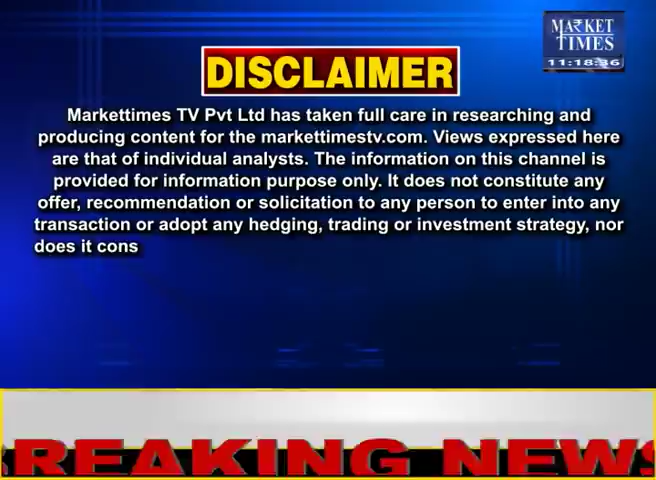 MARKET
TIMES
11:18:36
DISCLAIMER
Markettimes TV Pvt Ltd has taken full care in researching and
producing content for the markettimestv.com. Views expressed here
are that of individual analysts. The information on this channel is
provided for information purpose only. It does not constitute any
offer, recommendation or solicitation to any person to enter into any
transaction or adopt any hedging, trading or investment strategy, nor
does it cons
REAKING NEWS